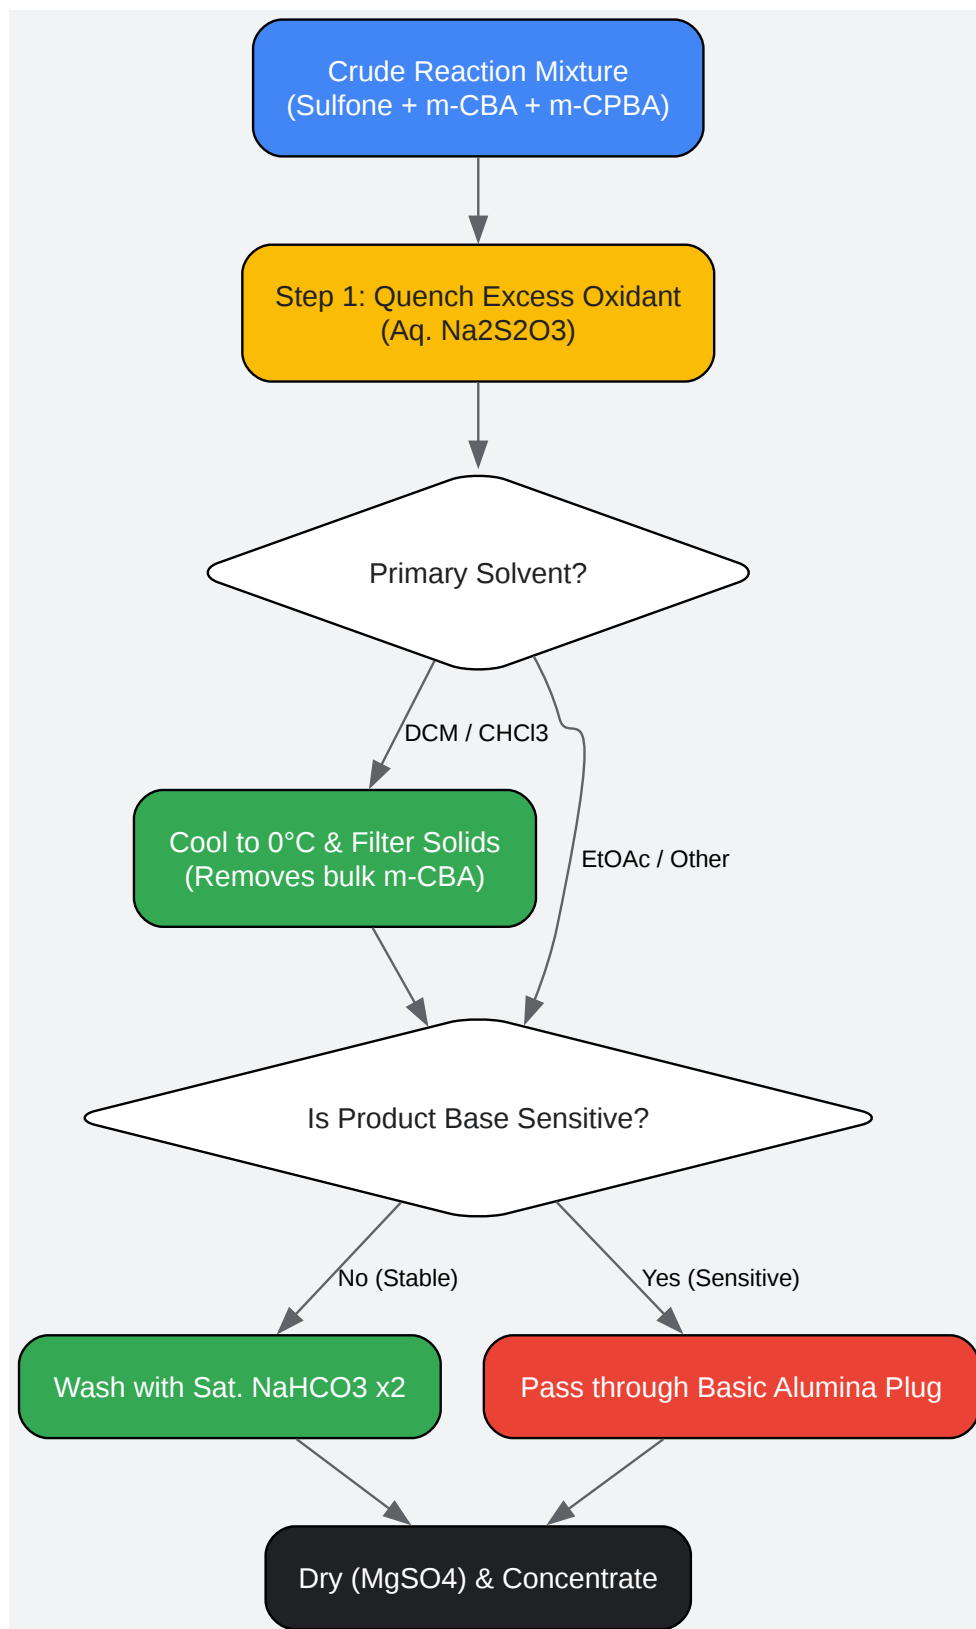 Crude Reaction Mixture
(Sulfone + m-CBA + m-CPBA)
Step 1: Quench Excess Oxidant
(Aq. Na2S2O3)
Primary Solvent?
DCM / CHCl3
Cool to 0°C & Filter Solids
(Removes bulk m-CBA)
EtOAc / Other
Is Product Base Sensitive?
No (Stable)
Yes (Sensitive)
Wash with Sat. NaHCO3 x2
Pass through Basic Alumina Plug
Dry (MgSO4) & Concentrate